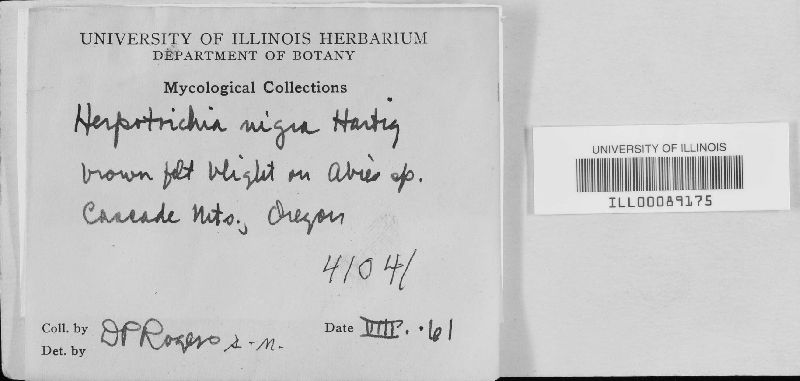 UNIVERSITY OF ILLINOIS HERBARIUM
DEPARTMENT OF BOTANY
Mycological Collections
Herpotrichia nigra Hartig
brown felt blight on Abies sp.
Cascade Mts., Oregon
41041
Coll. by DP Rogers s.n.
Det. by
Date VIII. '61
UNIVERSITY OF ILLINOIS
ILL00089175